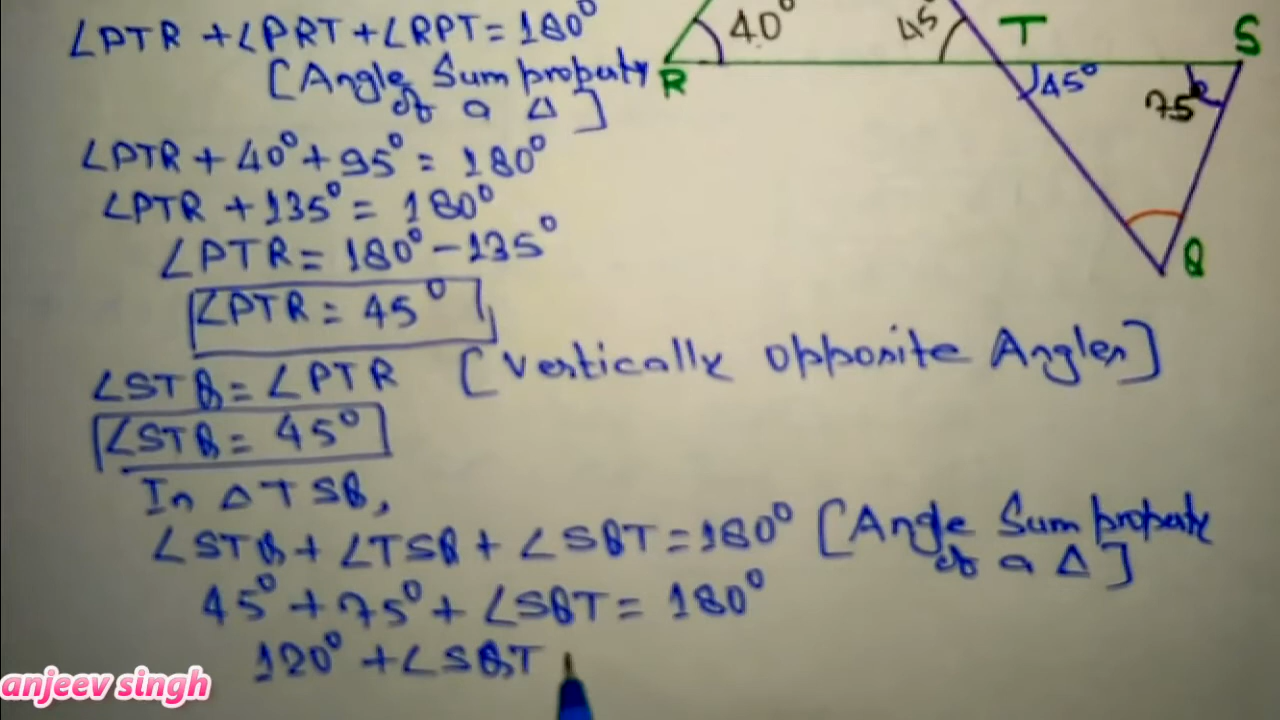 ∠PTR + ∠PRT + ∠RPT = 180°
[Angle Sum property
of a Δ]
∠PTR + 40° + 95° = 180°
∠PTR + 135° = 180°
∠PTR = 180° - 135°
∠PTR = 45°
∠STQ = ∠PTR [Vertically opposite Angles]
∠STQ = 45°
In Δ TSQ,
∠STQ + ∠TSQ + ∠SQT = 180° [Angle Sum property
of a Δ]
45° + 75° + ∠SQT = 180°
120° + ∠SQT
40°
45°
T
S
R
45°
75°
Q
anjeev singh